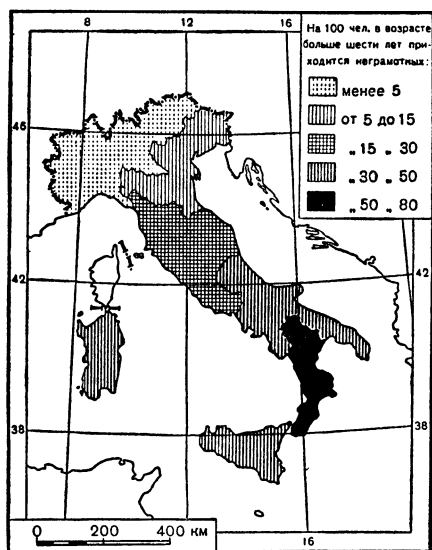 На 100 чел. в возрасте
больше шести лет при-
ходится неграмотных:
менее 5
от 5 до 15
„ 15 „ 30
„ 30 „ 50
„ 50 „ 80
8 12 16
46
42 42
38 38
16
0 200 400 км